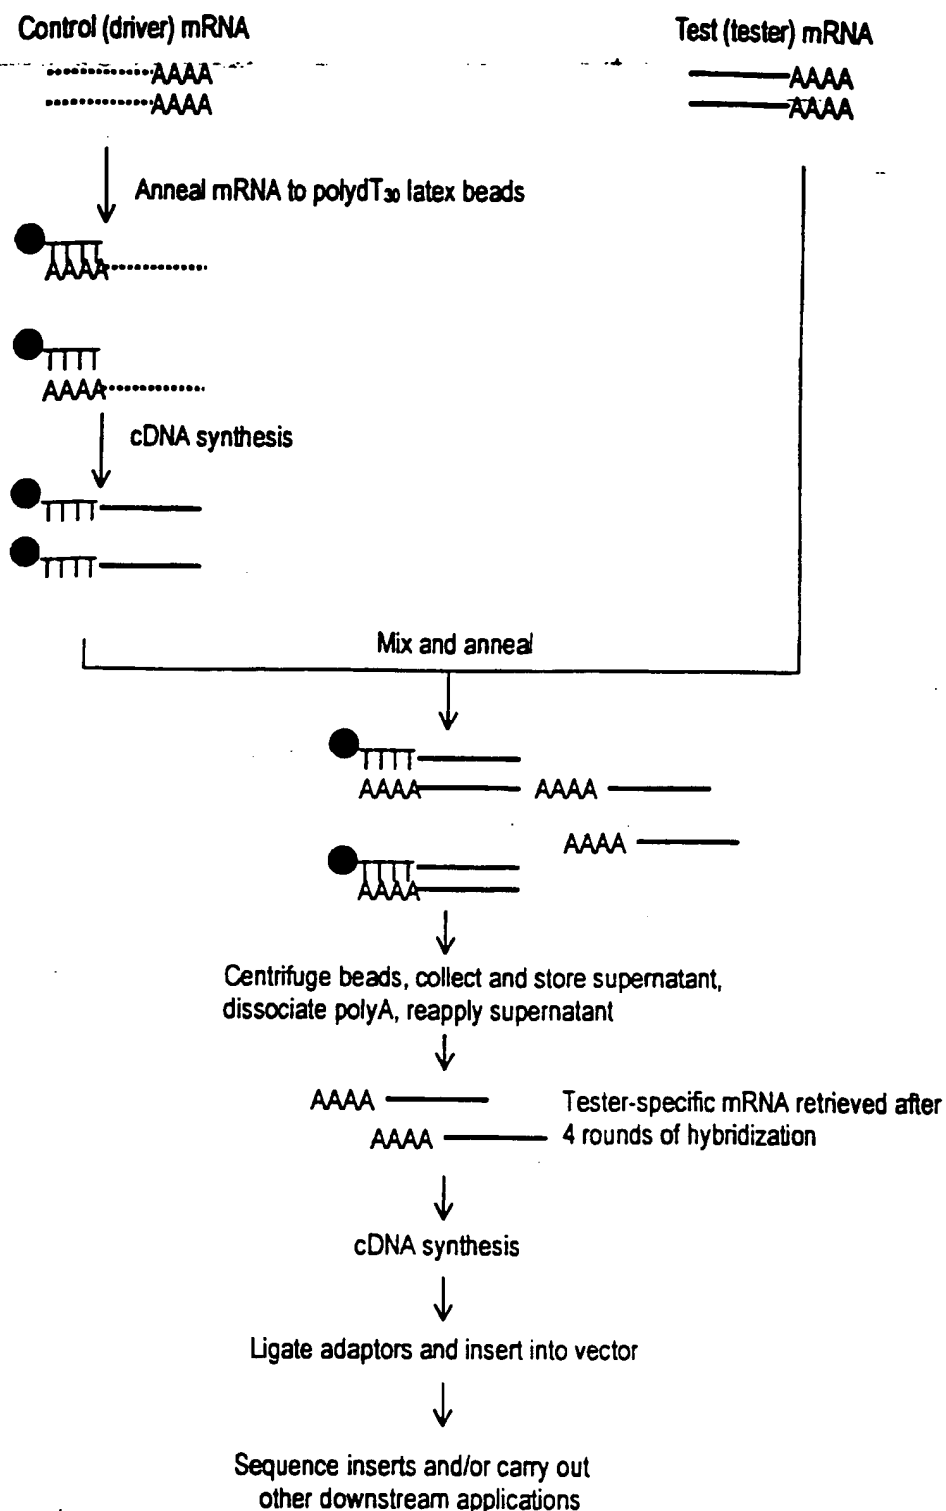 Control (driver) mRNA
Test (tester) mRNA
AAAA
AAAA
AAAA
AAAA
Anneal mRNA to polydT₃₀ latex beads
TTTT
AAAA
TTTT
AAAA
cDNA synthesis
TTTT
TTTT
Mix and anneal
TTTT
AAAA AAAA
AAAA
TTTT
AAAA
Centrifuge beads, collect and store supernatant,
dissociate polyA, reapply supernatant
AAAA
AAAA
Tester-specific mRNA retrieved after
4 rounds of hybridization
cDNA synthesis
Ligate adaptors and insert into vector
Sequence inserts and/or carry out
other downstream applications